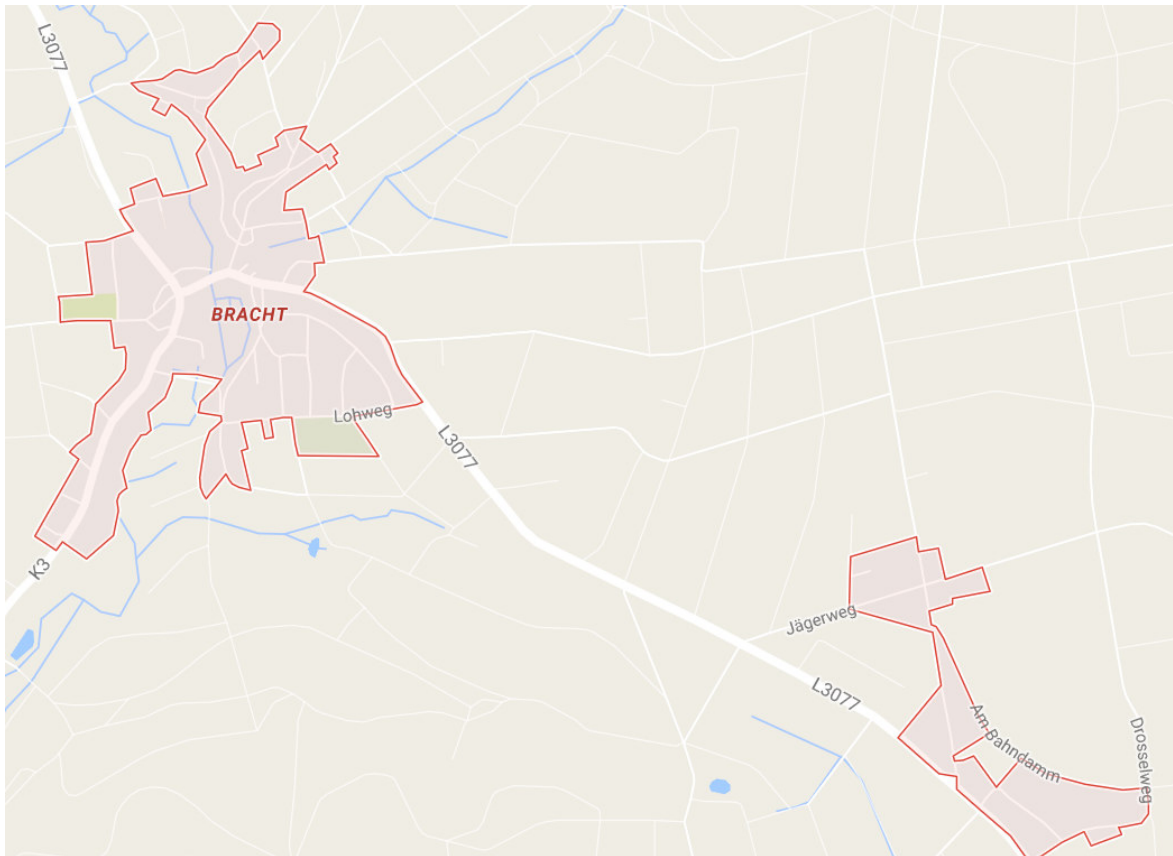 L3077
BRACHT
Lohweg
L3077
K3
Jägerweg
L3077
Am Bahndamm
Drosselweg